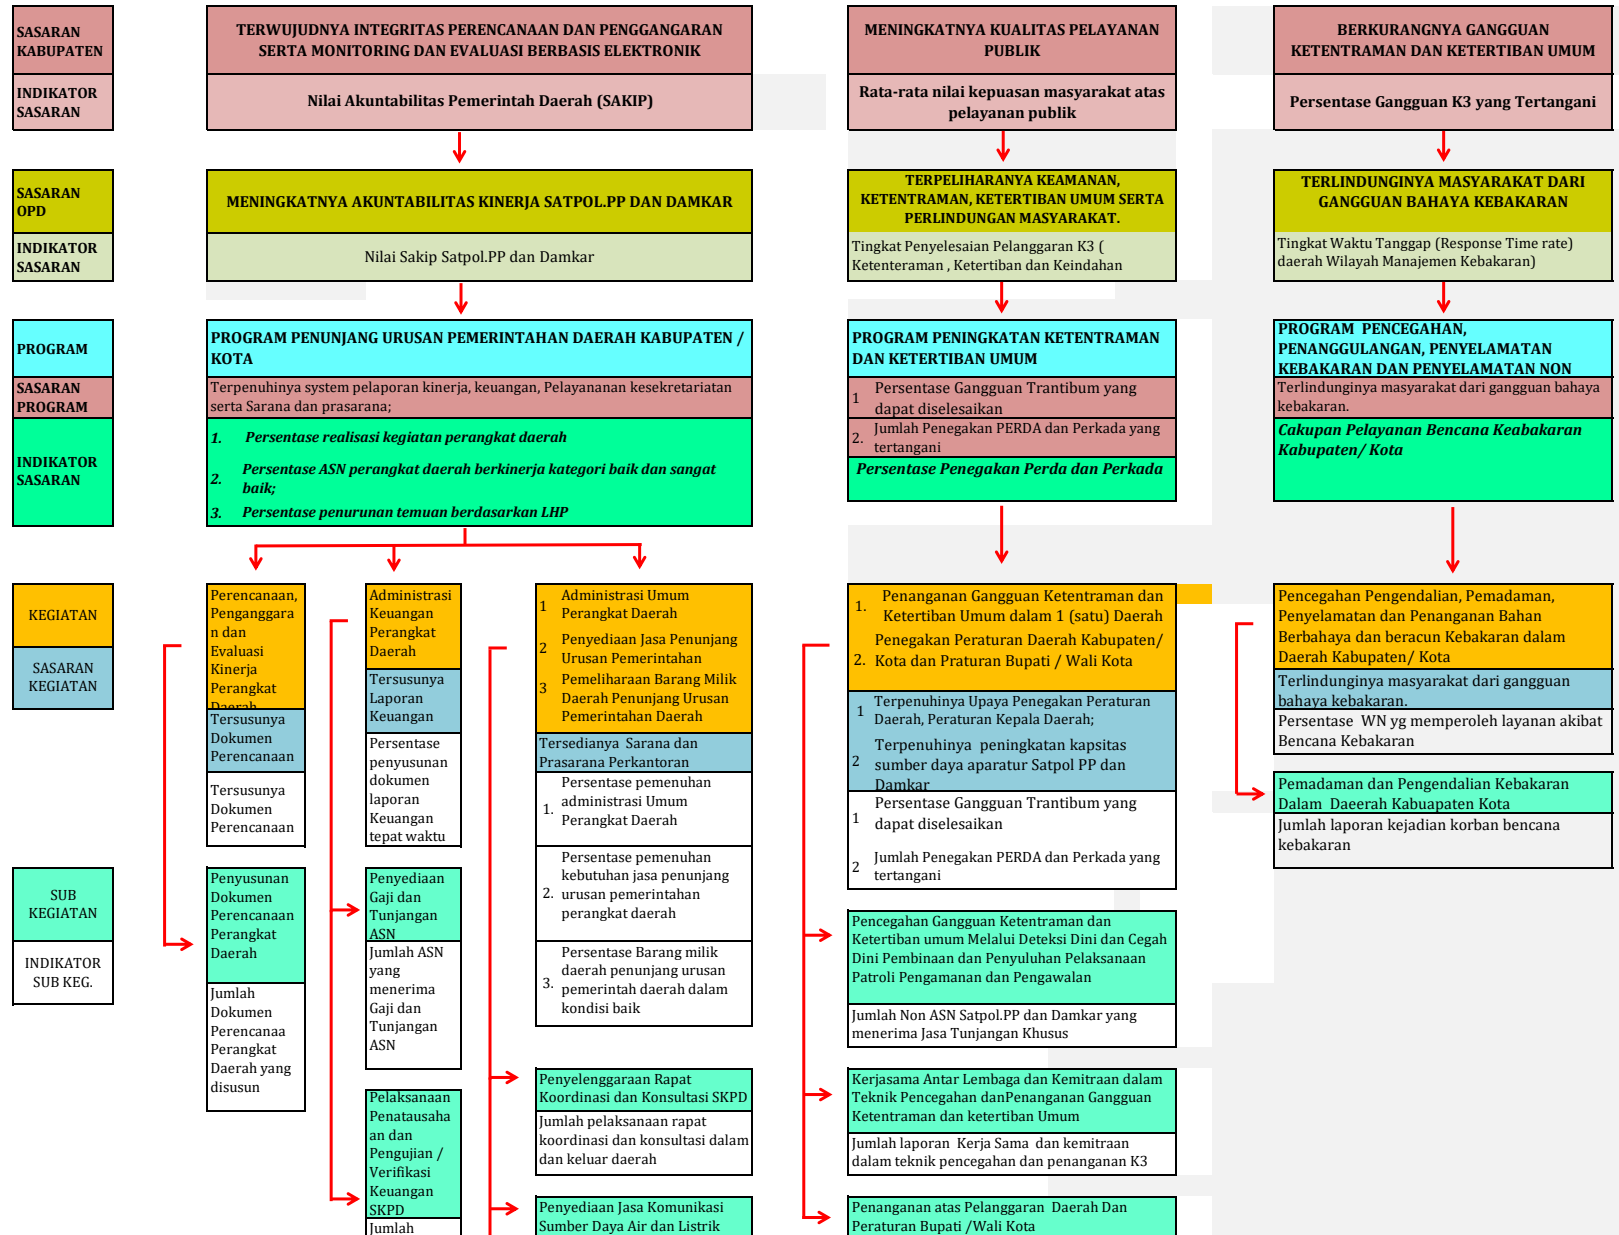 SASARAN
KABUPATEN
TERWUJUDNYA INTEGRITAS PERENCANAAN DAN PENGGANGARAN
SERTA MONITORING DAN EVALUASI BERBASIS ELEKTRONIK
MENINGKATNYA KUALITAS PELAYANAN
PUBLIK
BERKURANGNYA GANGGUAN
KETENTRAMAN DAN KETERTIBAN UMUM
INDIKATOR
SASARAN
Nilai Akuntabilitas Pemerintah Daerah (SAKIP)
Rata-rata nilai kepuasan masyarakat atas
pelayanan publik
Persentase Gangguan K3 yang Tertangani
SASARAN
OPD
MENINGKATNYA AKUNTABILITAS KINERJA SATPOL.PP DAN DAMKAR
TERPELIHARANYA KEAMANAN,
KETENTRAMAN, KETERTIBAN UMUM SERTA
PERLINDUNGAN MASYARAKAT.
TERLINDUNGINYA MASYARAKAT DARI
GANGGUAN BAHAYA KEBAKARAN
INDIKATOR
SASARAN
Nilai Sakip Satpol.PP dan Damkar
Tingkat Penyelesaian Pelanggaran K3 (
Ketenteraman , Ketertiban dan Keindahan
Tingkat Waktu Tanggap (Response Time rate)
daerah Wilayah Manajemen Kebakaran)
PROGRAM
PROGRAM PENUNJANG URUSAN PEMERINTAHAN DAERAH KABUPATEN /
KOTA
PROGRAM PENINGKATAN KETENTRAMAN
DAN KETERTIBAN UMUM
PROGRAM  PENCEGAHAN,
PENANGGULANGAN, PENYELAMATAN
KEBAKARAN DAN PENYELAMATAN NON
SASARAN
PROGRAM
Terpenuhinya system pelaporan kinerja, keuangan, Pelayananan kesekretariatan
serta Sarana dan prasarana;
1 Persentase Gangguan Trantibum yang
dapat diselesaikan
2. Jumlah Penegakan PERDA dan Perkada yang
tertangani
Terlindunginya masyarakat dari gangguan bahaya
kebakaran.
INDIKATOR
SASARAN
1. Persentase realisasi kegiatan perangkat daerah
2. Persentase ASN perangkat daerah berkinerja kategori baik dan sangat
baik;
3. Persentase penurunan temuan berdasarkan LHP
Persentase Penegakan Perda dan Perkada
Cakupan Pelayanan Bencana Keabakaran
Kabupaten/ Kota
KEGIATAN
SASARAN
KEGIATAN
Perencanaan,
Penganggara
n dan
Evaluasi
Kinerja
Perangkat
Daerah
Tersusunya
Dokumen
Perencanaan
Tersusunya
Dokumen
Perencanaan
Administrasi
Keuangan
Perangkat
Daerah
Tersusunya
Laporan
Keuangan
Persentase
penyusunan
dokumen
laporan
Keuangan
tepat waktu
1 Administrasi Umum
Perangkat Daerah
2 Penyediaan Jasa Penunjang
Urusan Pemerintahan
3 Pemeliharaan Barang Milik
Daerah Penunjang Urusan
Pemerintahan Daerah
Tersedianya  Sarana dan
Prasarana Perkantoran
1. Persentase pemenuhan
administrasi Umum
Perangkat Daerah
2. Persentase pemenuhan
kebutuhan jasa penunjang
urusan pemerintahan
perangkat daerah
3. Persentase Barang milik
daerah penunjang urusan
pemerintah daerah dalam
kondisi baik
1. Penanganan Gangguan Ketentraman dan
Ketertiban Umum dalam 1 (satu) Daerah
2. Penegakan Peraturan Daerah Kabupaten/
Kota dan Praturan Bupati / Wali Kota
1 Terpenuhinya Upaya Penegakan Peraturan
Daerah, Peraturan Kepala Daerah;
2 Terpenuhinya  peningkatan kapsitas
sumber daya aparatur Satpol PP dan
Damkar
1 Persentase Gangguan Trantibum yang
dapat diselesaikan
2 Jumlah Penegakan PERDA dan Perkada yang
tertangani
Pencegahan Pengendalian, Pemadaman,
Penyelamatan dan Penanganan Bahan
Berbahaya dan beracun Kebakaran dalam
Daerah Kabupaten/ Kota
Terlindunginya masyarakat dari gangguan
bahaya kebakaran.
Persentase  WN yg memperoleh layanan akibat
Bencana Kebakaran
Pemadaman dan Pengendalian Kebakaran
Dalam  Daeerah Kabuapaten Kota
Jumlah laporan kejadian korban bencana
kebakaran
SUB
KEGIATAN
INDIKATOR
SUB KEG.
Penyusunan
Dokumen
Perencanaan
Perangkat
Daerah
Jumlah
Dokumen
Perencanaa
Perangkat
Daerah yang
disusun
Penyediaan
Gaji dan
Tunjangan
ASN
Jumlah ASN
yang
menerima
Gaji dan
Tunjangan
ASN
Pelaksanaan
Penatausaha
an dan
Pengujian /
Verifikasi
Keuangan
SKPD
Jumlah
Penyelenggaraan Rapat
Koordinasi dan Konsultasi SKPD
Jumlah pelaksanaan rapat
koordinasi dan konsultasi dalam
dan keluar daerah
Penyediaan Jasa Komunikasi
Sumber Daya Air dan Listrik
Pencegahan Gangguan Ketentraman dan
Ketertiban umum Melalui Deteksi Dini dan Cegah
Dini Pembinaan dan Penyuluhan Pelaksanaan
Patroli Pengamanan dan Pengawalan
Jumlah Non ASN Satpol.PP dan Damkar yang
menerima Jasa Tunjangan Khusus
Kerjasama Antar Lembaga dan Kemitraan dalam
Teknik Pencegahan danPenanganan Gangguan
Ketentraman dan ketertiban Umum
Jumlah laporan  Kerja Sama  dan kemitraan
dalam teknik pencegahan dan penanganan K3
Penanganan atas Pelanggaran  Daerah Dan
Peraturan Bupati /Wali Kota